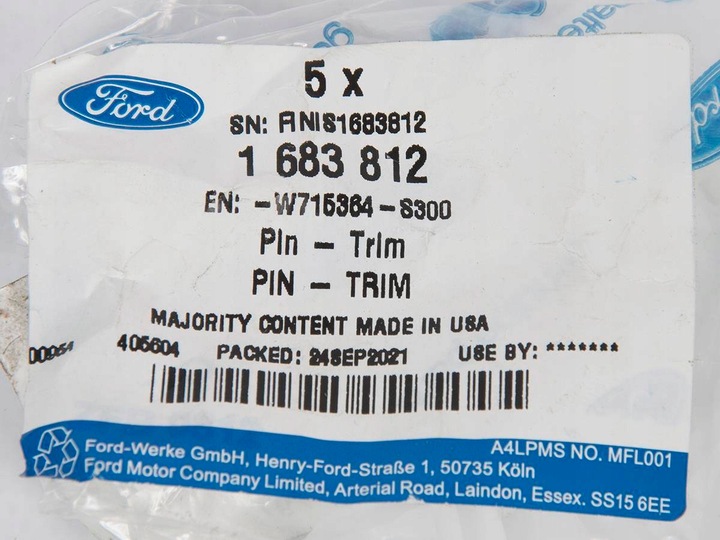 5 x
Ford
SN: FINIS1683812
1 683 812
EN: -W715364-S300
Pin - Trim
PIN - TRIM
MAJORITY CONTENT MADE IN USA
405604 PACKED: 24SEP2021 USE BY: *******
A4LPMS NO. MFL001
Ford-Werke GmbH, Henry-Ford-Straße 1, 50735 Köln
Ford Motor Company Limited, Arterial Road, Laindon, Essex. SS15 6EE